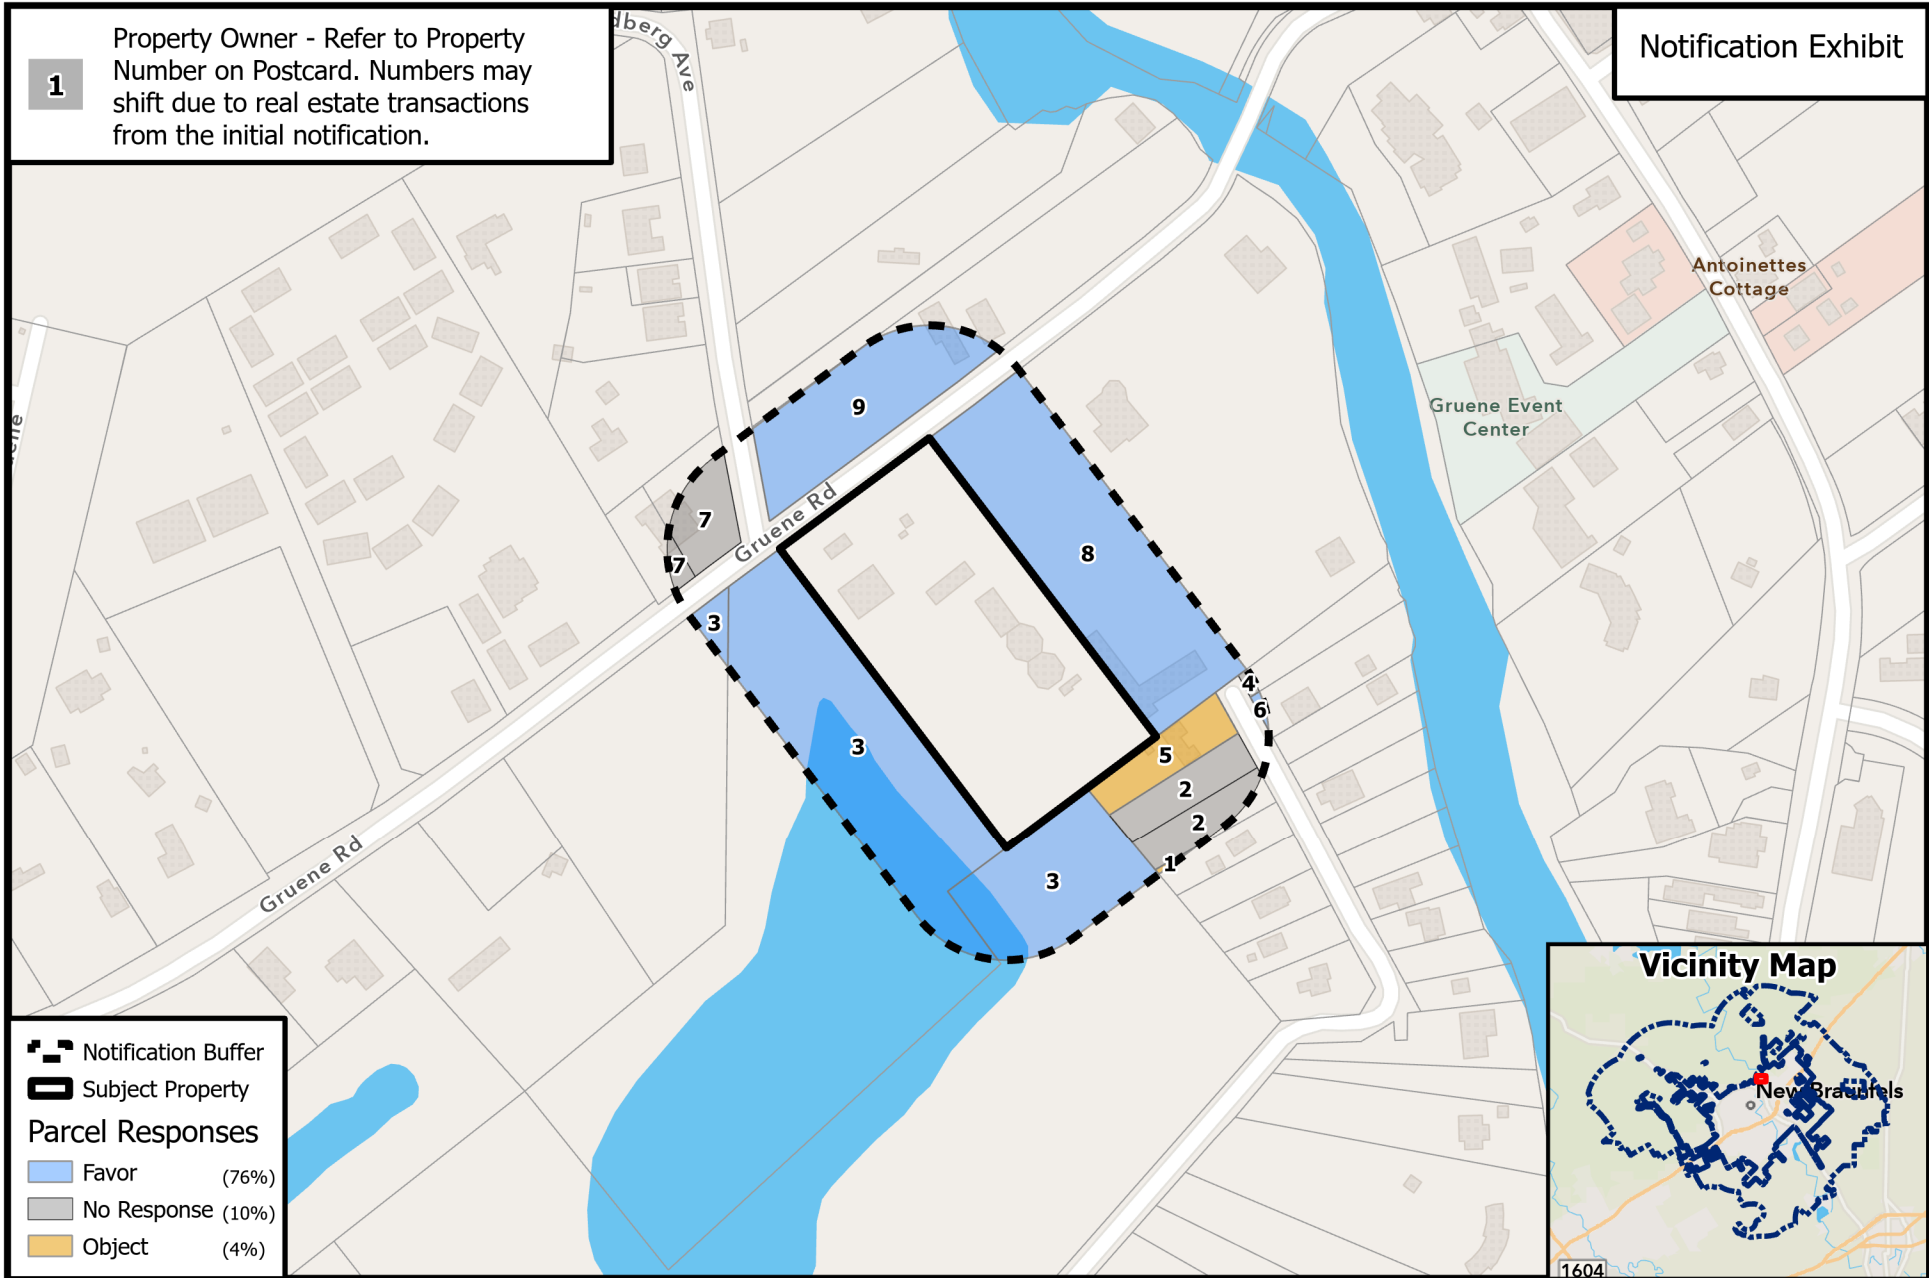 1
Property Owner - Refer to Property
Number on Postcard. Numbers may
shift due to real estate transactions
from the initial notification.
Notification Exhibit
dberg Ave
Antoinettes
Cottage
Gruene Event
Center
9
7
7
Gruene Rd
8
3
3
4
6
5
2
2
1
3
Gruene Rd
Notification Buffer
Subject Property
Parcel Responses
Favor (76%)
No Response (10%)
Object (4%)
Vicinity Map
New Braunfels
1604